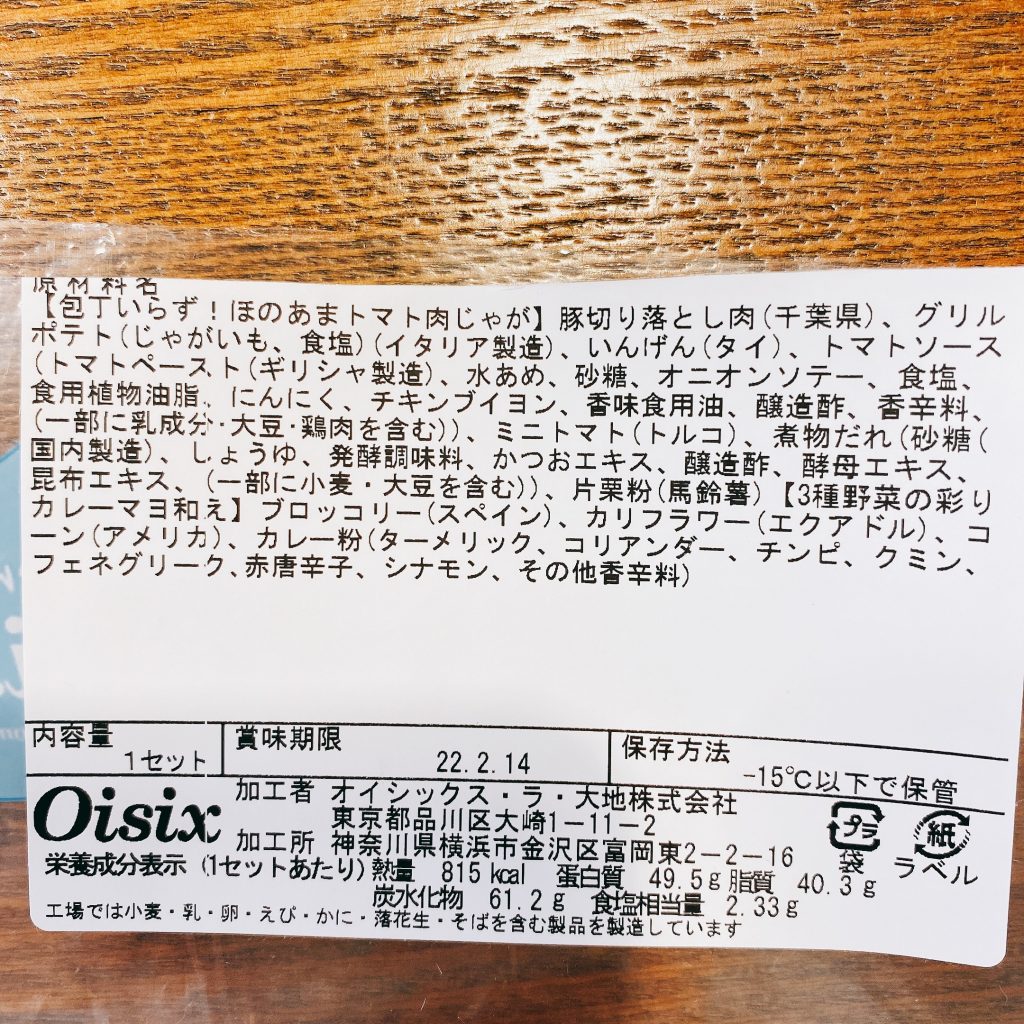 原材料名
【包丁いらず！ほのあまトマト肉じゃが】豚切り落とし肉(千葉県)、グリル
ポテト(じゃがいも、食塩)(イタリア製造)、いんげん(タイ)、トマトソース
(トマトペースト(ギリシャ製造)、水あめ、砂糖、オニオンソテー、食塩、
食用植物油脂、にんにく、チキンブイヨン、香味食用油、醸造酢、香辛料、
(一部に乳成分・大豆・鶏肉を含む))、ミニトマト(トルコ)、煮物だれ(砂糖(
国内製造)、しょうゆ、発酵調味料、かつおエキス、醸造酢、酵母エキス、
昆布エキス、(一部に小麦・大豆を含む))、片栗粉(馬鈴薯)【3種野菜の彩り
カレーマヨ和え】ブロッコリー(スペイン)、カリフラワー(エクアドル)、コ
ーン(アメリカ)、カレー粉(ターメリック、コリアンダー、チンピ、クミン、
フェネグリーク、赤唐辛子、シナモン、その他香辛料)
内容量 賞味期限 保存方法
1セット 22.2.14 -15℃以下で保管
Oisix
加工者 オイシックス・ラ・大地株式会社
東京都品川区大崎1－11－2
加工所 神奈川県横浜市金沢区富岡東2－2－16
プラ 紙
袋 ラベル
栄養成分表示 (1セットあたり)熱量 815kcal 蛋白質 49.5g脂質 40.3g
炭水化物 61.2g 食塩相当量 2.33g
工場では小麦・乳・卵・えび・かに・落花生・そばを含む製品を製造しています